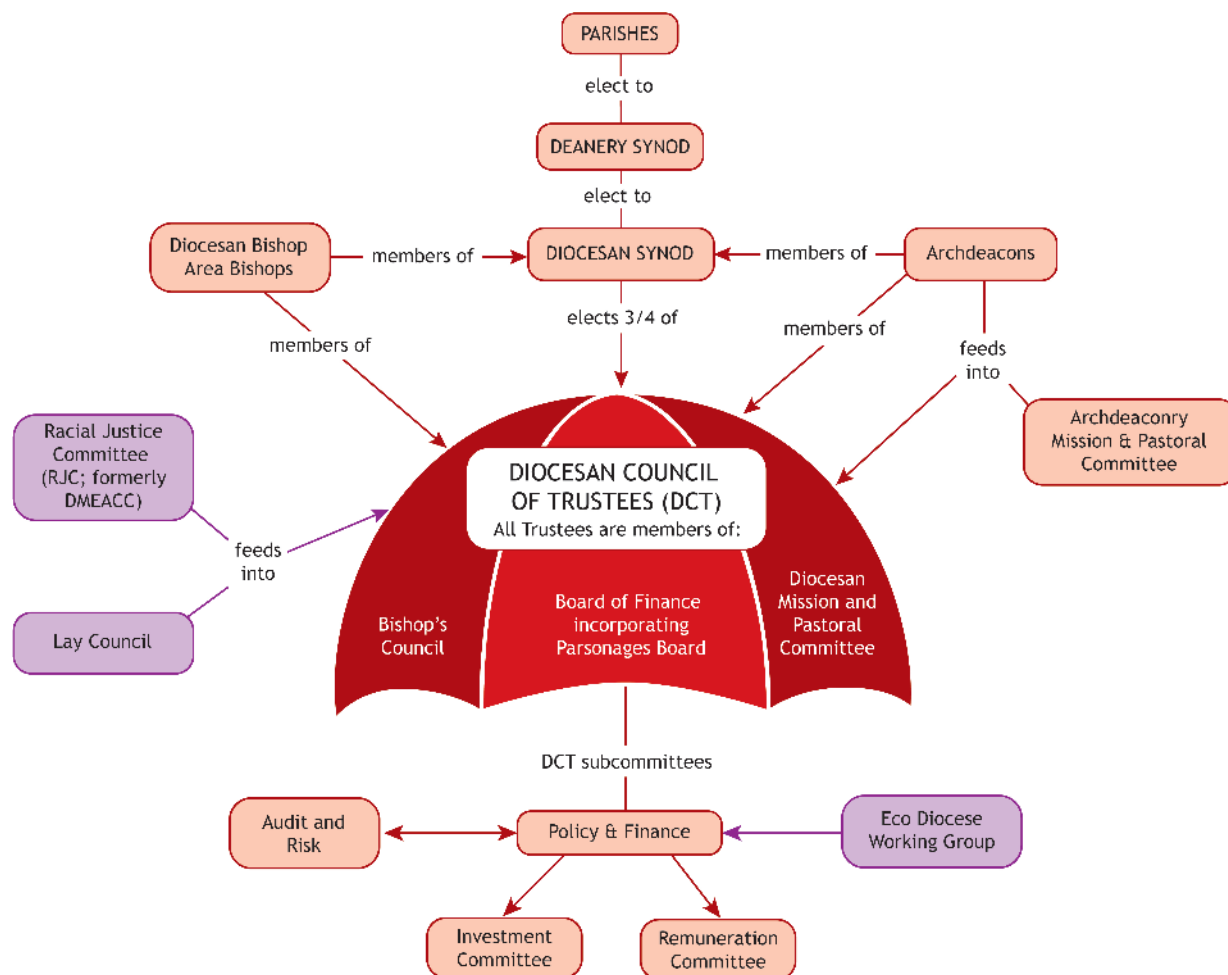 PARISHES
elect to
DEANERY SYNOD
elect to
Diocesan Bishop
Area Bishops
members of
DIOCESAN SYNOD
members of
Archdeacons
elects 3/4 of
members of
members of
feeds
into
Racial Justice
Committee
(RJC; formerly
DMEACC)
Archdeaconry
Mission & Pastoral
Committee
DIOCESAN COUNCIL
OF TRUSTEES (DCT)
All Trustees are members of:
feeds
into
Lay Council
Bishop's
Council
Board of Finance
incorporating
Parsonages Board
Diocesan
Mission and
Pastoral
Committee
DCT subcommittees
Audit and
Risk
Policy & Finance
Eco Diocese
Working Group
Investment
Committee
Remuneration
Committee